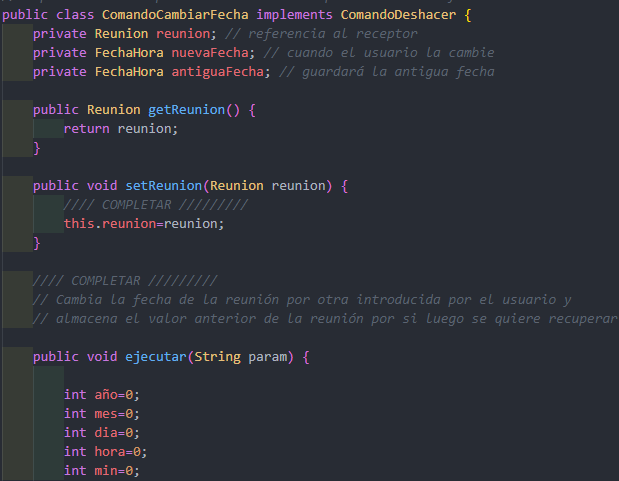 public class ComandoCambiarFecha implements ComandoDeshacer {
private Reunion reunion; // referencia al receptor
private FechaHora nuevaFecha; // cuando el usuario la cambie
private FechaHora antiguaFecha; // guardará la antigua fecha
public Reunion getReunion() {
return reunion;
}
public void setReunion(Reunion reunion) {
//// COMPLETAR /////////
this.reunion=reunion;
}
//// COMPLETAR /////////
// Cambia la fecha de la reunión por otra introducida por el usuario y
// almacena el valor anterior de la reunión por si luego se quiere recuperar
public void ejecutar(String param) {
int año=0;
int mes=0;
int dia=0;
int hora=0;
int min=0;